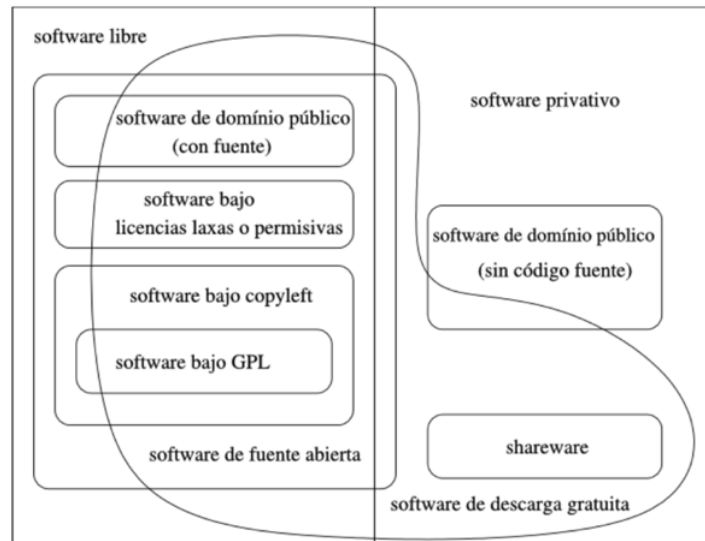 software libre
software de domínio público
(con fuente)
software bajo
licencias laxas o permisivas
software bajo copyleft
software bajo GPL
software de fuente abierta
software privativo
software de domínio público
(sin código fuente)
shareware
software de descarga gratuita